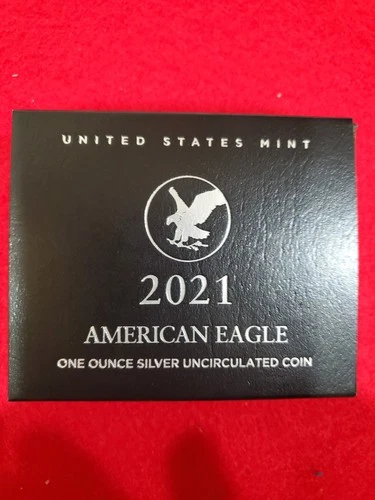 UNITED STATES MINT
2021
AMERICAN EAGLE
ONE OUNCE SILVER UNCIRCULATED COIN